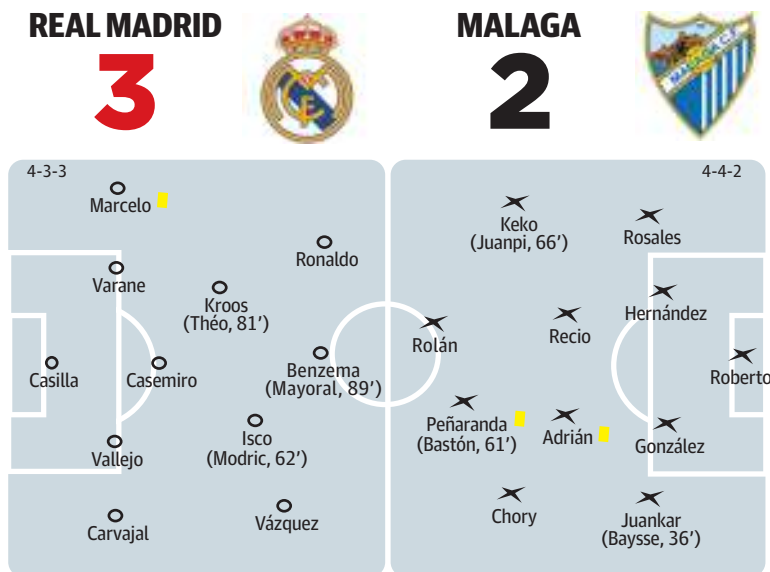 REAL MADRID
3
MALAGA
2
MALAGA C.F.
4-3-3
Marcelo
Varane
Ronaldo
Kroos
(Théo, 81’)
Casilla
Casemiro
Benzema
(Mayoral, 89’)
Isco
(Modric, 62’)
Vallejo
Carvajal
Vázquez
4-4-2
Keko
(Juanpi, 66’)
Rosales
Hernández
Rolán
Recio
Roberto
Peñaranda
(Bastón, 61’)
Adrián
González
Chory
Juankar
(Baysse, 36’)